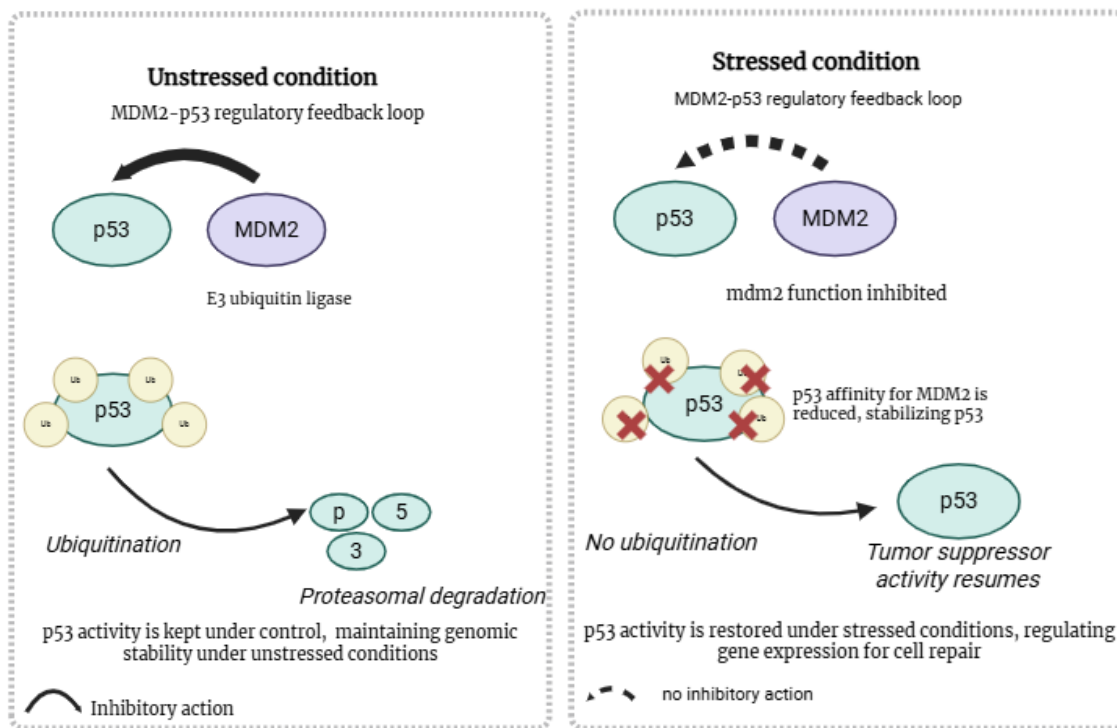 Unstressed condition
MDM2-p53 regulatory feedback loop
p53
MDM2
E3 ubiquitin ligase
Ub
Ub
p53
Ub
Ub
p
5
3
Ubiquitination
Proteasomal degradation
p53 activity is kept under control, maintaining genomic
stability under unstressed conditions
Inhibitory action
Stressed condition
MDM2-p53 regulatory feedback loop
p53
MDM2
mdm2 function inhibited
Ub
Ub
p53
Ub
p53 affinity for MDM2 is
reduced, stabilizing p53
p53
No ubiquitination
Tumor suppressor
activity resumes
p53 activity is restored under stressed conditions, regulating
gene expression for cell repair
no inhibitory action